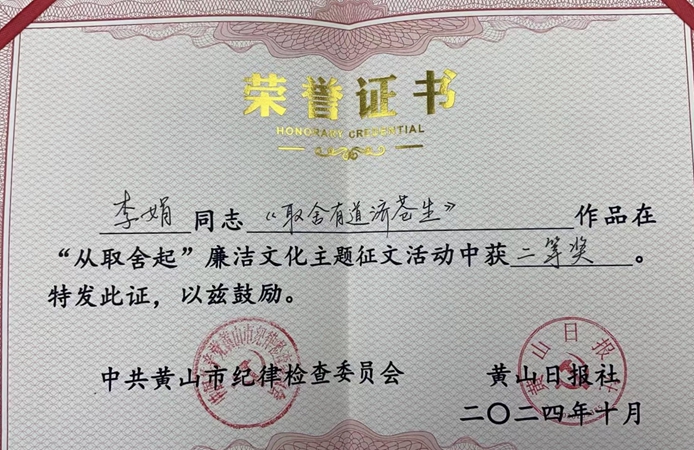 荣誉证书
HONORARY CREDENTIAL
李娟同志《取舍有道济苍生》作品在
“从取舍起”廉洁文化主题征文活动中获二等奖。
特发此证，以兹鼓励。
中共黄山市纪律检查委员会 黄山日报社
二〇二四年十月